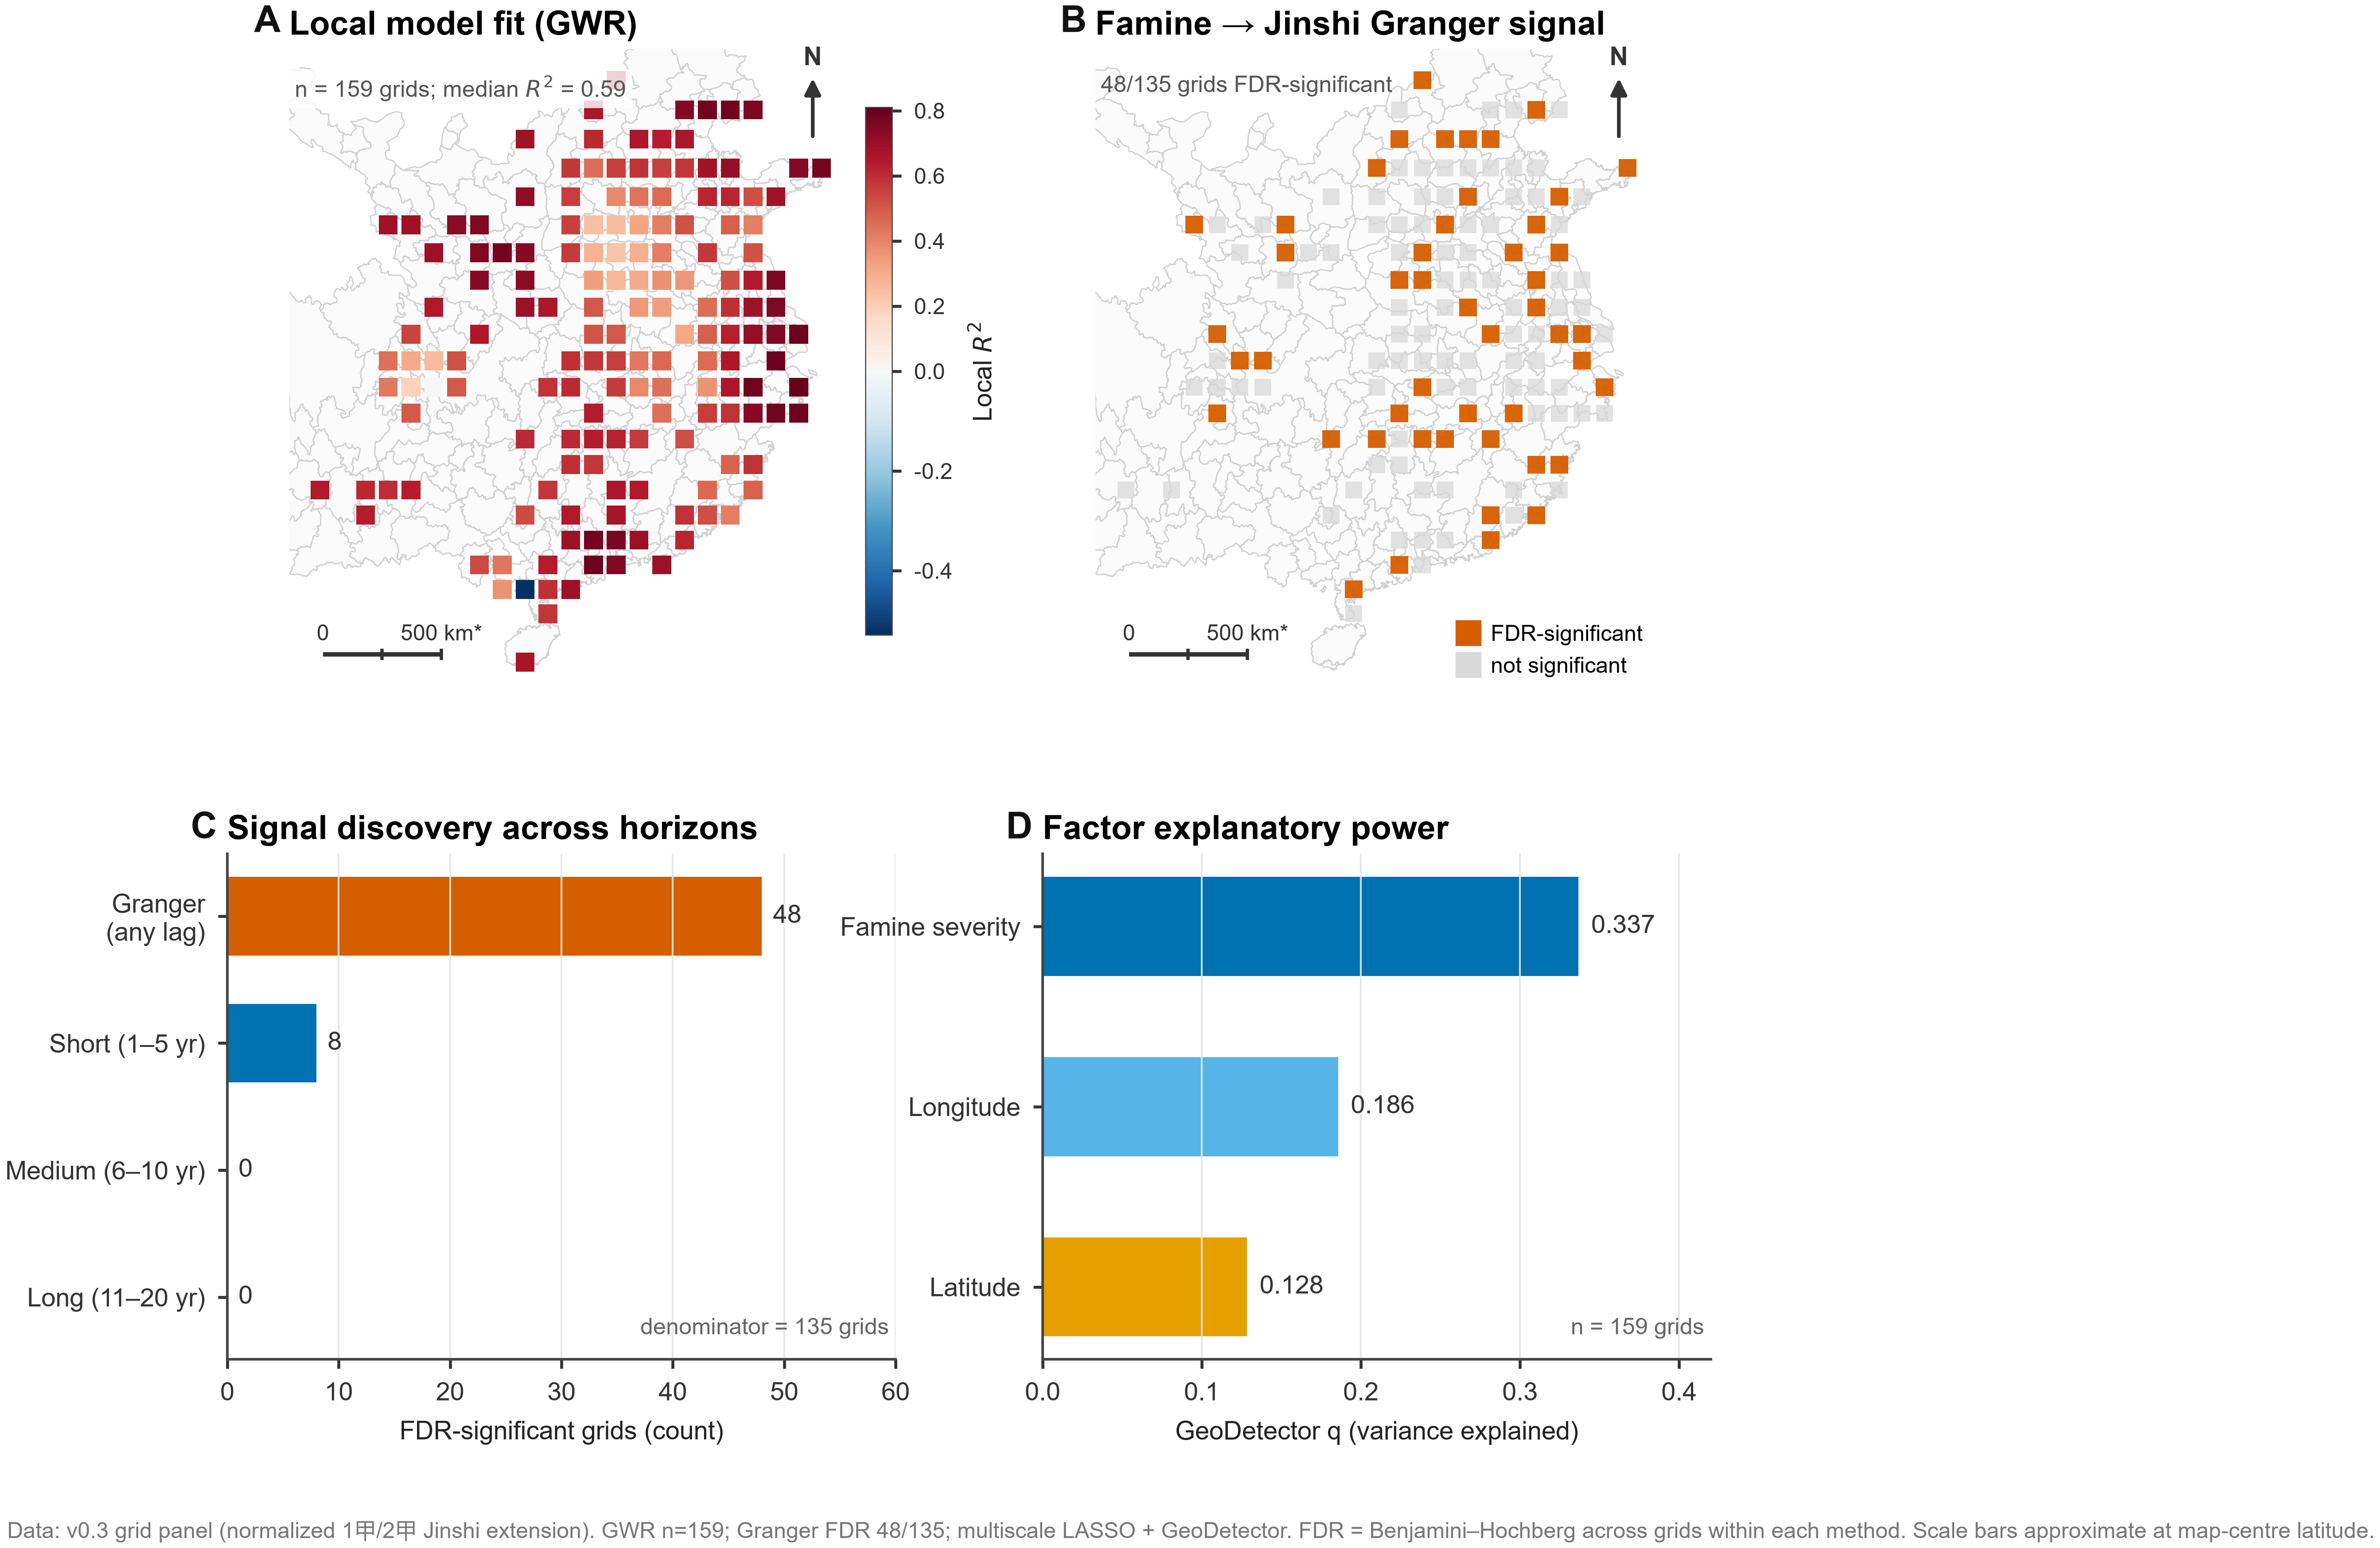 A Local model fit (GWR)
n = 159 grids; median R² = 0.59
N
0.8
0.6
0.4
0.2
0.0
-0.2
-0.4
Local R²
0 500 km*
B Famine → Jinshi Granger signal
48/135 grids FDR-significant
N
0 500 km*
FDR-significant
not significant
C Signal discovery across horizons
Granger
(any lag)
48
Short (1–5 yr)
8
Medium (6–10 yr)
0
Long (11–20 yr)
0
denominator = 135 grids
0 10 20 30 40 50 60
FDR-significant grids (count)
D Factor explanatory power
Famine severity
0.337
Longitude
0.186
Latitude
0.128
n = 159 grids
0.0 0.1 0.2 0.3 0.4
GeoDetector q (variance explained)
Data: v0.3 grid panel (normalized 1甲/2甲 Jinshi extension). GWR n=159; Granger FDR 48/135; multiscale LASSO + GeoDetector. FDR = Benjamini–Hochberg across grids within each method. Scale bars approximate at map-centre latitude.